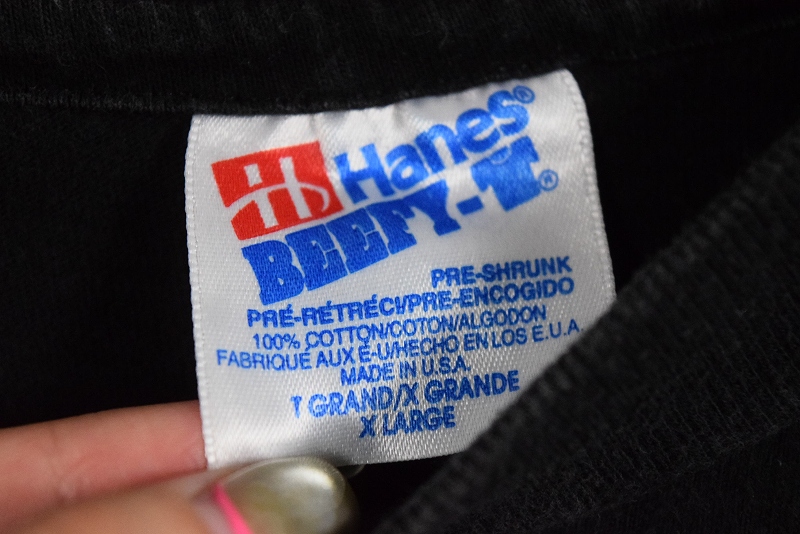 H Hanes®
BEEFY-T®
PRE-SHRUNK
PRÉ-RÉTRÉCI/PRE-ENCOGIDO
100% COTTON/COTON/ALGODON
FABRIQUÉ AUX É-U/HECHO EN LOS E.U.A.
MADE IN U.S.A.
T GRAND/X GRANDE
X LARGE